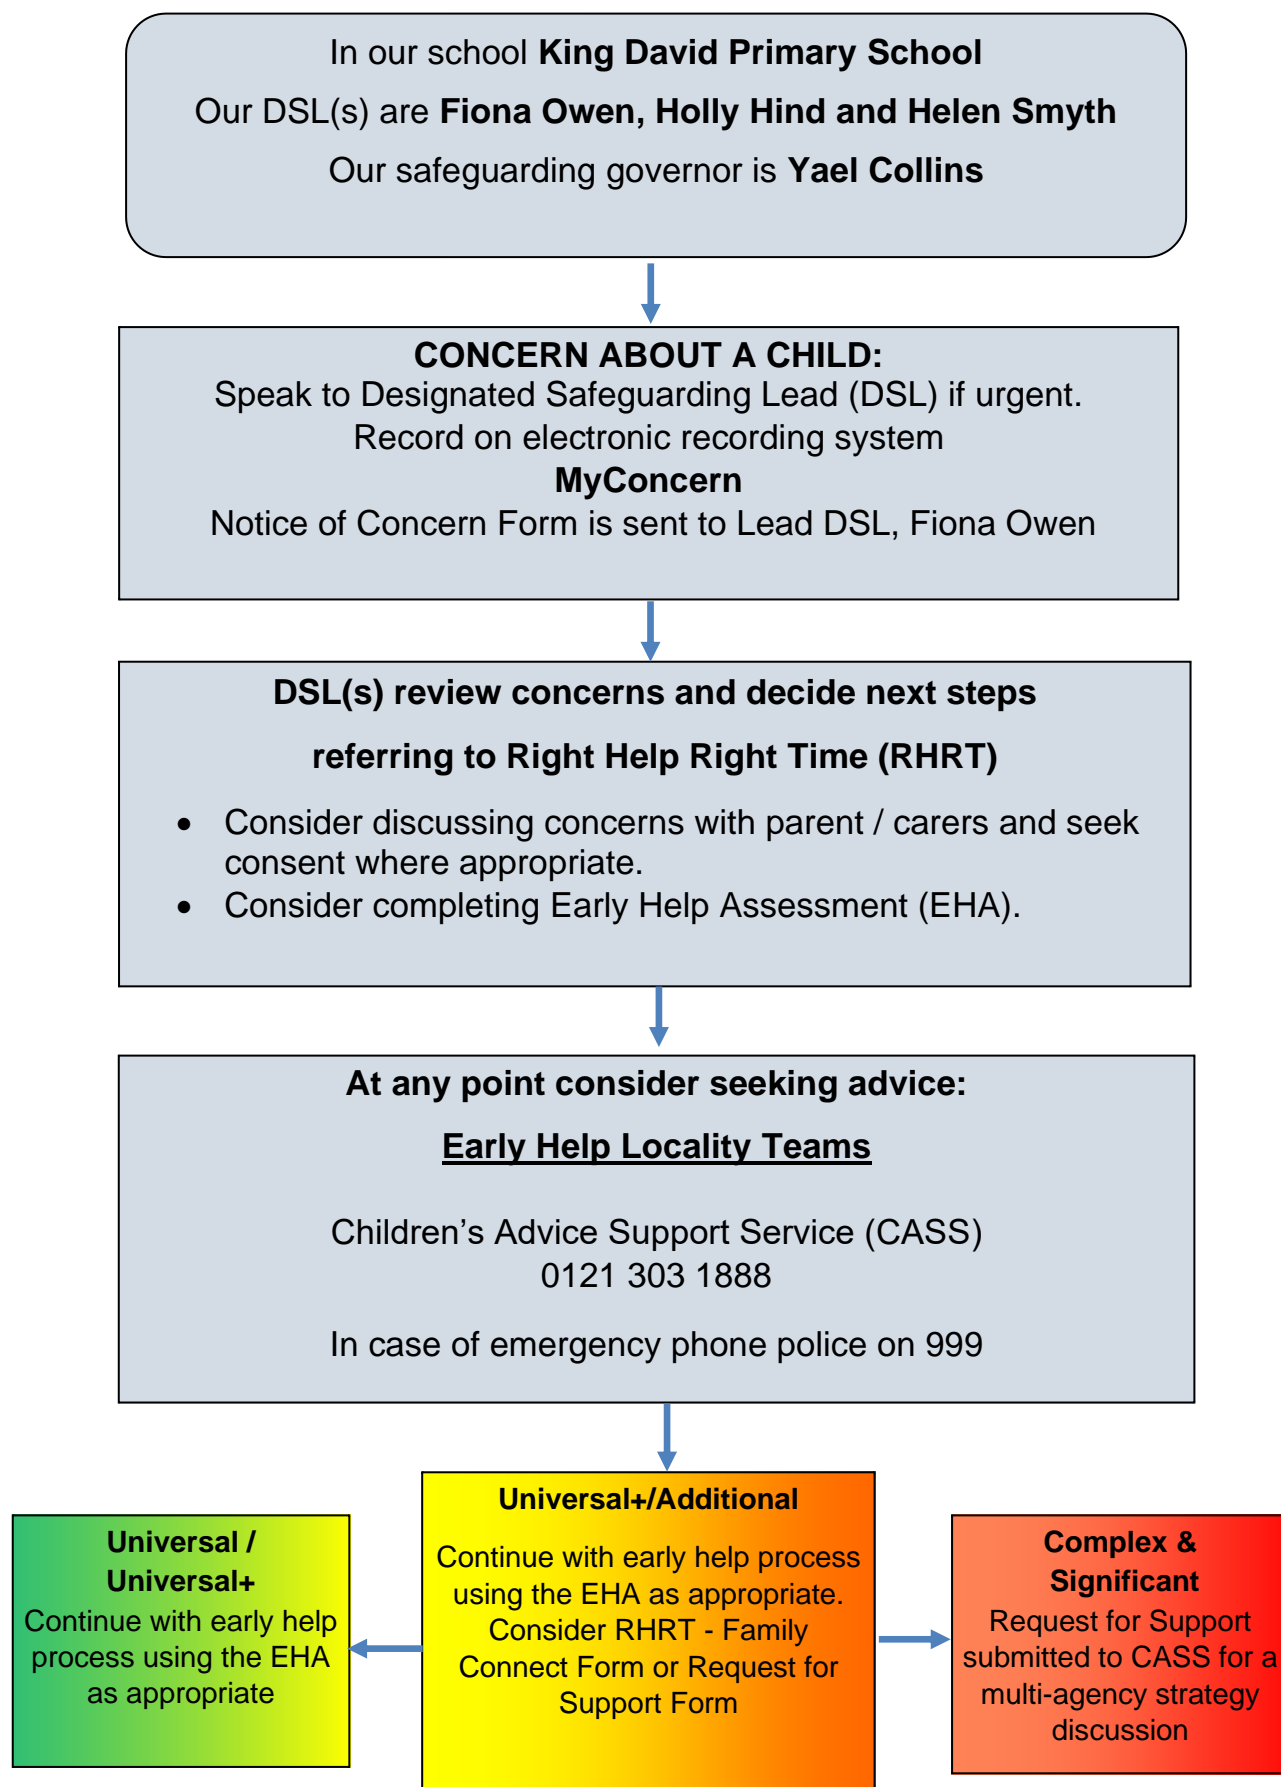 In our school King David Primary School
Our DSL(s) are Fiona Owen, Holly Hind and Helen Smyth
Our safeguarding governor is Yael Collins
CONCERN ABOUT A CHILD:
Speak to Designated Safeguarding Lead (DSL) if urgent.
Record on electronic recording system
MyConcern
Notice of Concern Form is sent to Lead DSL, Fiona Owen
DSL(s) review concerns and decide next steps
referring to Right Help Right Time (RHRT)
• Consider discussing concerns with parent / carers and seek
consent where appropriate.
• Consider completing Early Help Assessment (EHA).
At any point consider seeking advice:
Early Help Locality Teams
Children’s Advice Support Service (CASS)
0121 303 1888
In case of emergency phone police on 999
Universal /
Universal+
Continue with early help
process using the EHA
as appropriate
Universal+/Additional
Continue with early help process
using the EHA as appropriate.
Consider RHRT - Family
Connect Form or Request for
Support Form
Complex &
Significant
Request for Support
submitted to CASS for a
multi-agency strategy
discussion